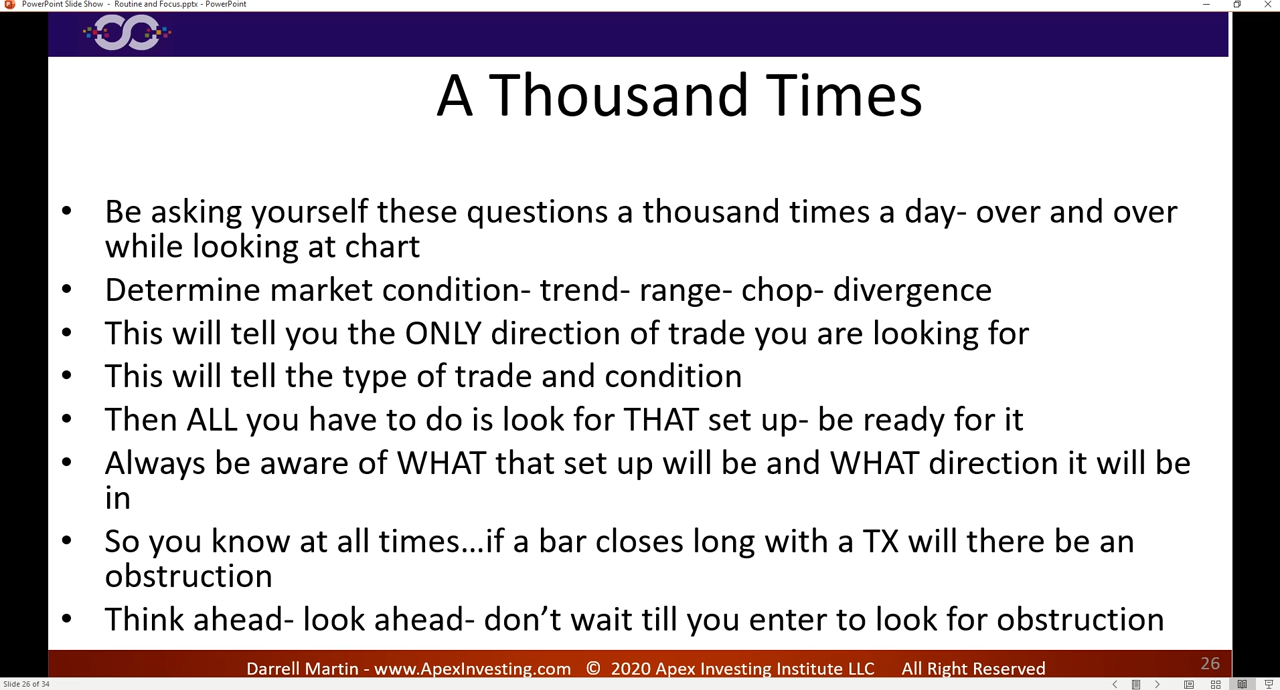 PowerPoint Slide Show - Routine and Focus.pptx - PowerPoint
A Thousand Times
• Be asking yourself these questions a thousand times a day- over and over
while looking at chart
• Determine market condition- trend- range- chop- divergence
• This will tell you the ONLY direction of trade you are looking for
• This will tell the type of trade and condition
• Then ALL you have to do is look for THAT set up- be ready for it
• Always be aware of WHAT that set up will be and WHAT direction it will be
in
• So you know at all times…if a bar closes long with a TX will there be an
obstruction
• Think ahead- look ahead- don’t wait till you enter to look for obstruction
Darrell Martin - www.ApexInvesting.com © 2020 Apex Investing Institute LLC All Right Reserved
26
Slide 26 of 34